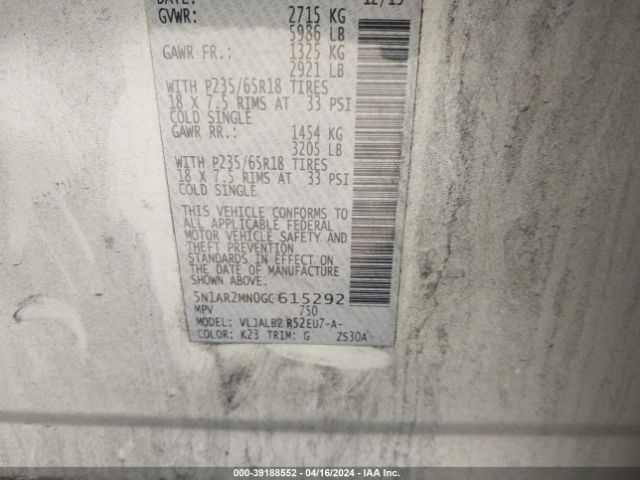 DATE: 12/15
GVWR: 2715 KG
5986 LB
GAWR FR.: 1325 KG
2921 LB
WITH P235/65R18 TIRES
18 X 7.5 RIMS AT 33 PSI
COLD SINGLE
GAWR RR.: 1454 KG
3205 LB
WITH P235/65R18 TIRES
18 X 7.5 RIMS AT 33 PSI
COLD SINGLE
THIS VEHICLE CONFORMS TO
ALL APPLICABLE FEDERAL
MOTOR VEHICLE SAFETY AND
THEFT PREVENTION
STANDARDS IN EFFECT ON
THE DATE OF MANUFACTURE
SHOWN ABOVE.
5N1AR2MN0GC615292
MPV 750
MODEL: VLJALB2 R52EU7-A-
COLOR: K23 TRIM: G ZS30A
000-39188552 / 04/16/2024 - © IAA Inc.